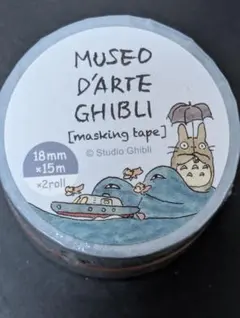 MUSEO
D'ARTE
GHIBLI
[masking tape]
© Studio Ghibli
18mm
×15m
×2roll